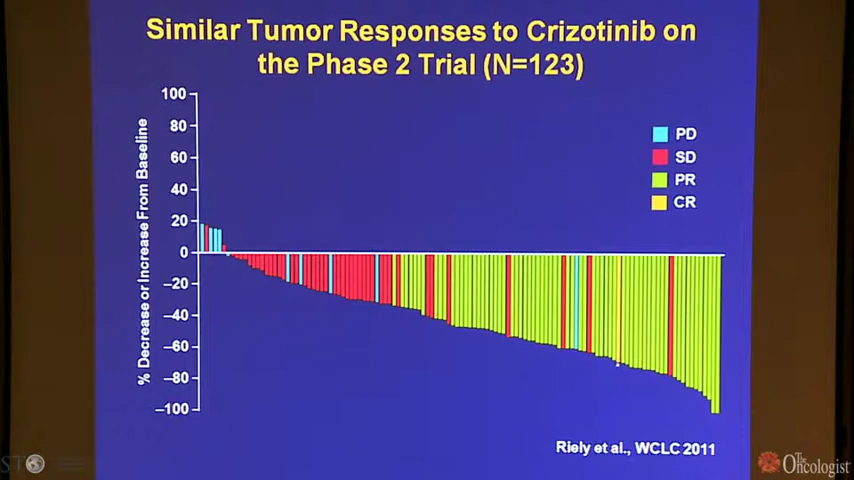 Similar Tumor Responses to Crizotinib on
the Phase 2 Trial (N=123)
% Decrease or Increase From Baseline
100
80
60
40
20
0
–20
–40
–60
–80
–100
PD
SD
PR
CR
Riely et al., WCLC 2011
STO
The
Oncologist